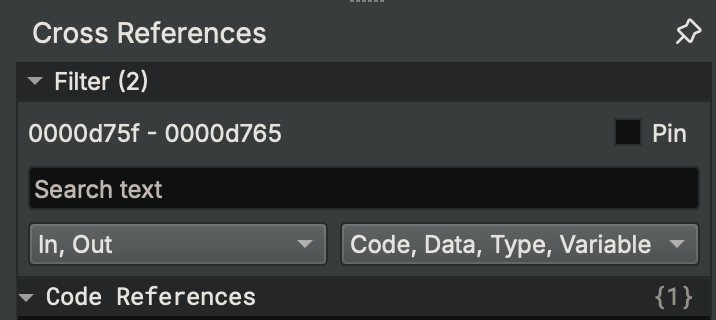 Cross References
Filter (2)
0000d75f - 0000d765 Pin
Search text
In, Out Code, Data, Type, Variable
Code References {1}